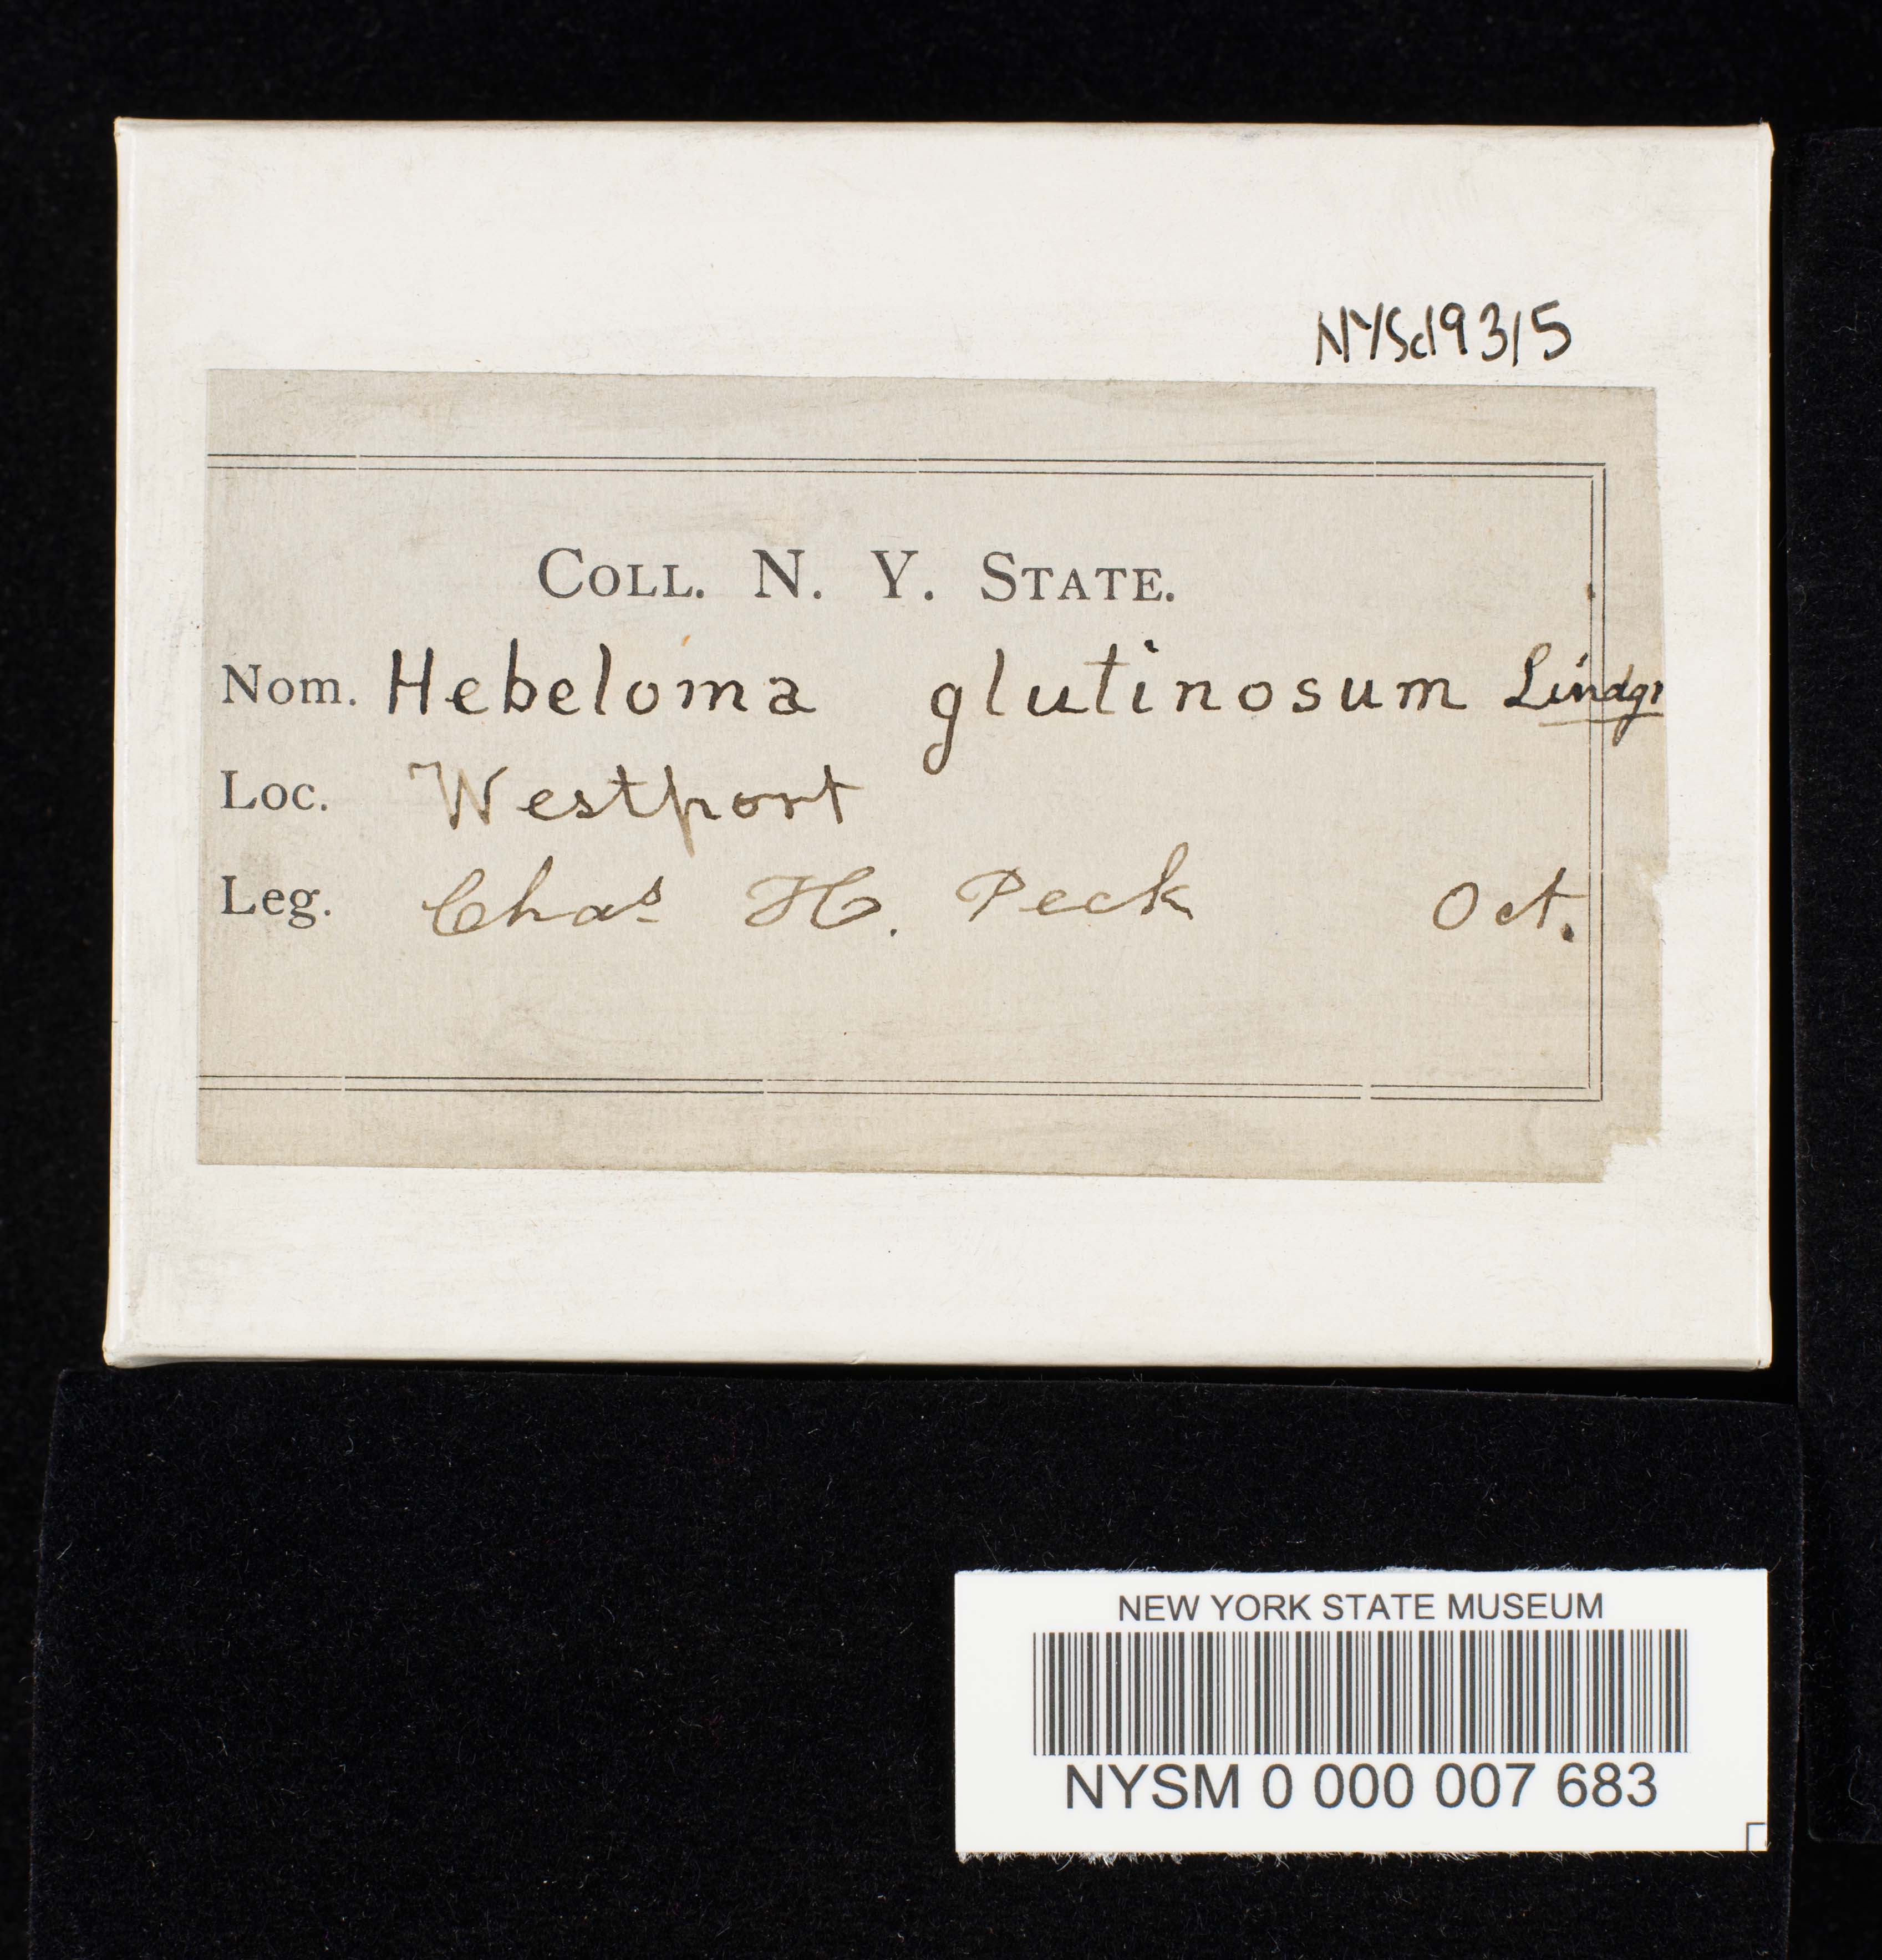 NYSd9315
COLL. N. Y. STATE.
Nom. Hebeloma glutinosum Lindgr
Loc. Westport
Leg. Chas H. Peck Oct.
NEW YORK STATE MUSEUM
NYSM 0 000 007 683